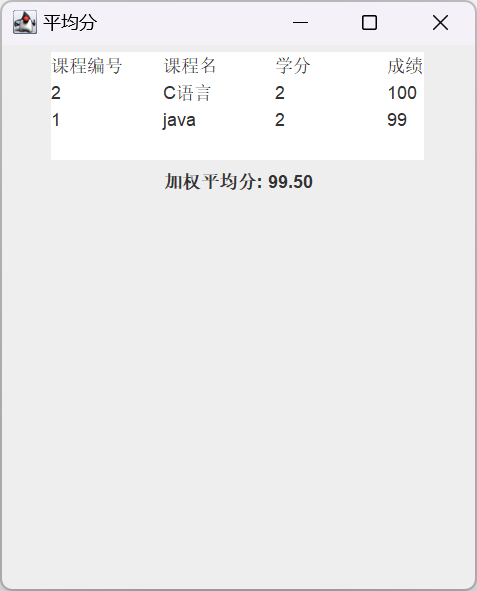 平均分
课程编号 课程名 学分 成绩
2 C语言 2 100
1 java 2 99
加权平均分: 99.50